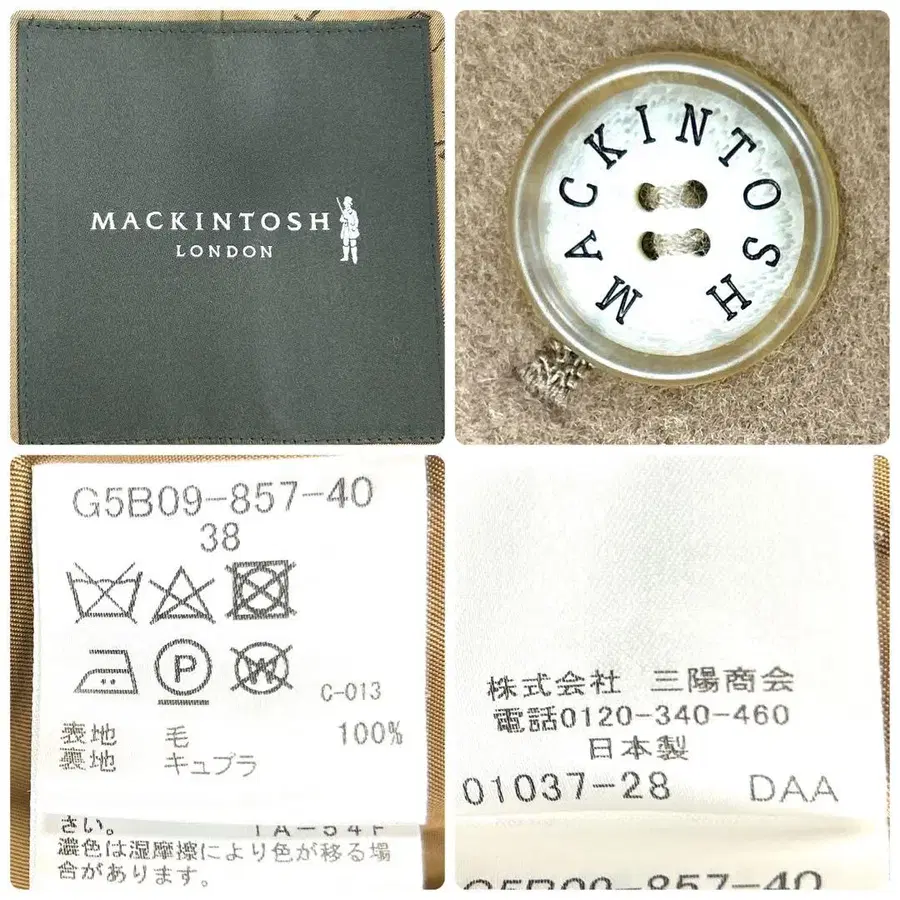 MACKINTOSH
LONDON
MACKINTOSH
G5B09-857-40
38
P
W
C-013
表地 毛 100%
裏地 キュプラ
さい。 TA-54F
濃色は湿摩擦により色が移る場
合があります。
株式会社 三陽商会
電話0120-340-460
日本製
01037-28 DAA
G5B09-857-40